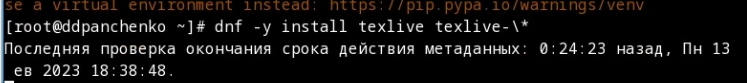 se a virtual environment instead: https://pip.pypa.io/warnings/venv
[root@ddpanchenko ~]# dnf -y install texlive texlive-\*
Последняя проверка окончания срока действия метаданных: 0:24:23 назад, Пн 13
ев 2023 18:38:48.